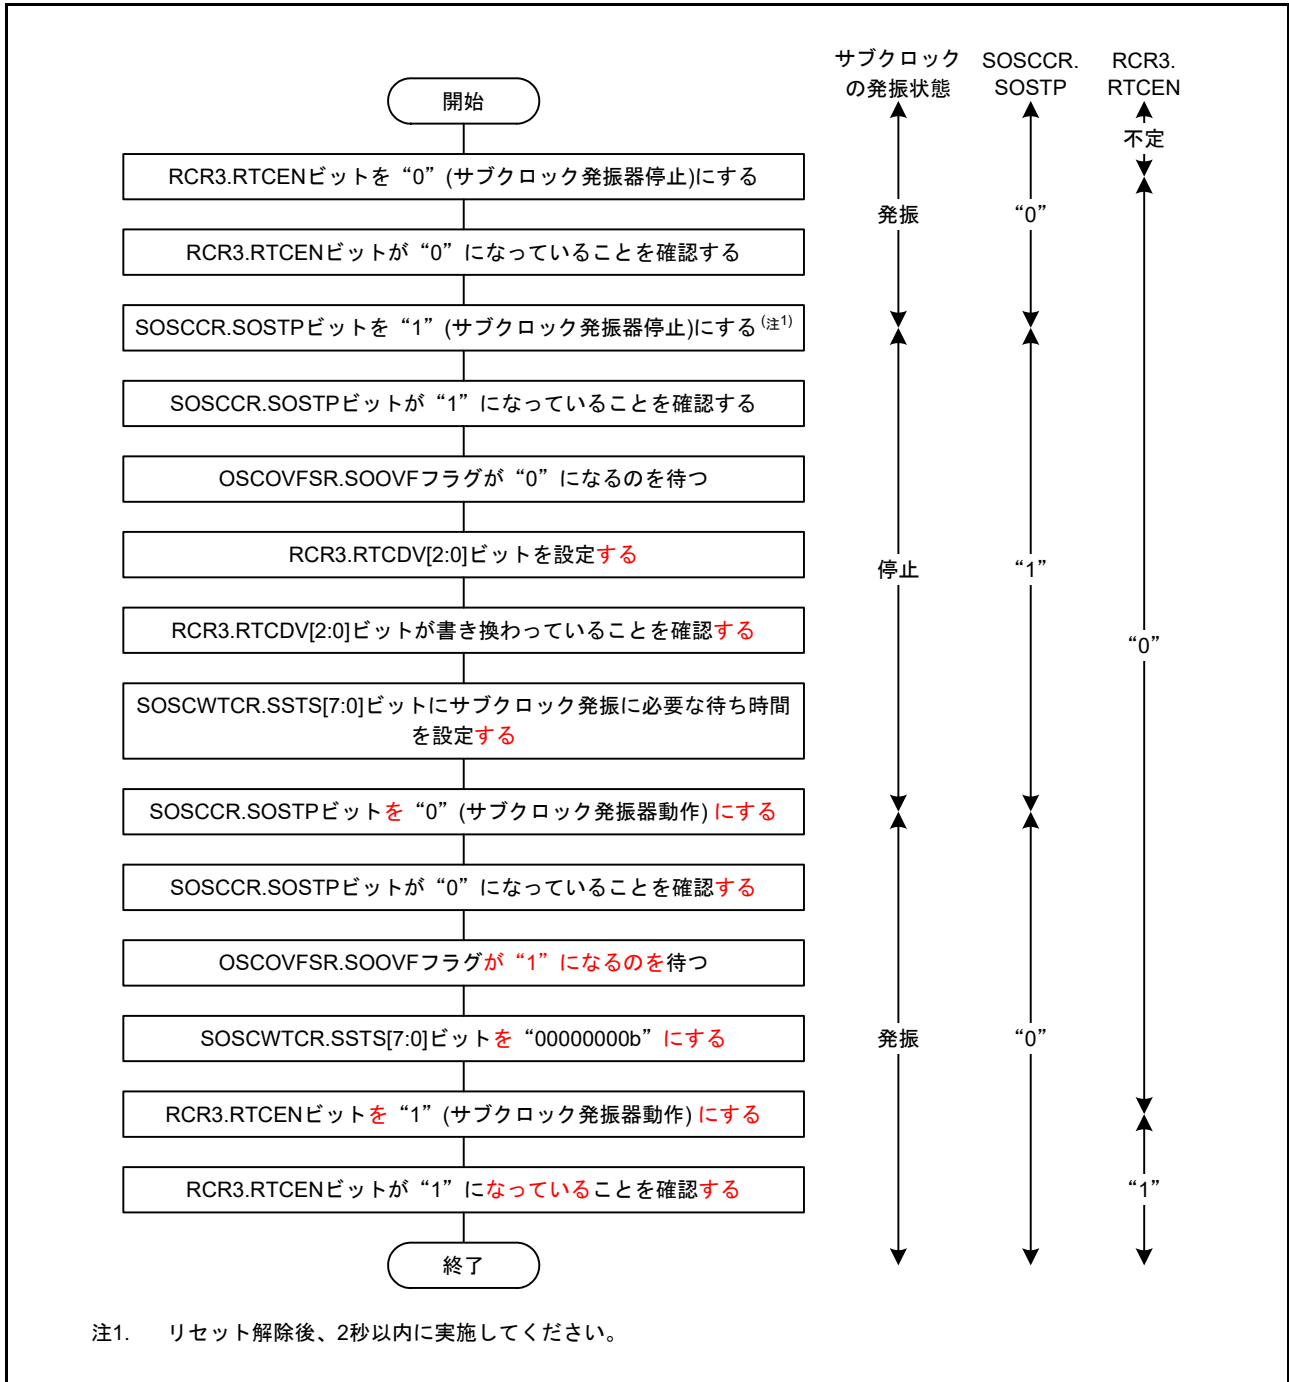 サブクロック
の発振状態
SOSCCR.
SOSTP
RCR3.
RTCEN
開始
RCR3.RTCENビットを“0”(サブクロック発振器停止)にする
RCR3.RTCENビットが“0”になっていることを確認する
SOSCCR.SOSTPビットを“1”(サブクロック発振器停止)にする(注1)
SOSCCR.SOSTPビットが“1”になっていることを確認する
OSCOVFSR.SOOVFフラグが“0”になるのを待つ
RCR3.RTCDV[2:0]ビットを設定する
RCR3.RTCDV[2:0]ビットが書き換わっていることを確認する
SOSCWTCR.SSTS[7:0]ビットにサブクロック発振に必要な待ち時間
を設定する
SOSCCR.SOSTPビットを“0”(サブクロック発振器動作)にする
SOSCCR.SOSTPビットが“0”になっていることを確認する
OSCOVFSR.SOOVFフラグが“1”になるのを待つ
SOSCWTCR.SSTS[7:0]ビットを“00000000b”にする
RCR3.RTCENビットを“1”(サブクロック発振器動作)にする
RCR3.RTCENビットが“1”になっていることを確認する
終了
発振
停止
発振
“0”
“1”
“0”
不定
“0”
“1”
注1. リセット解除後、2秒以内に実施してください。